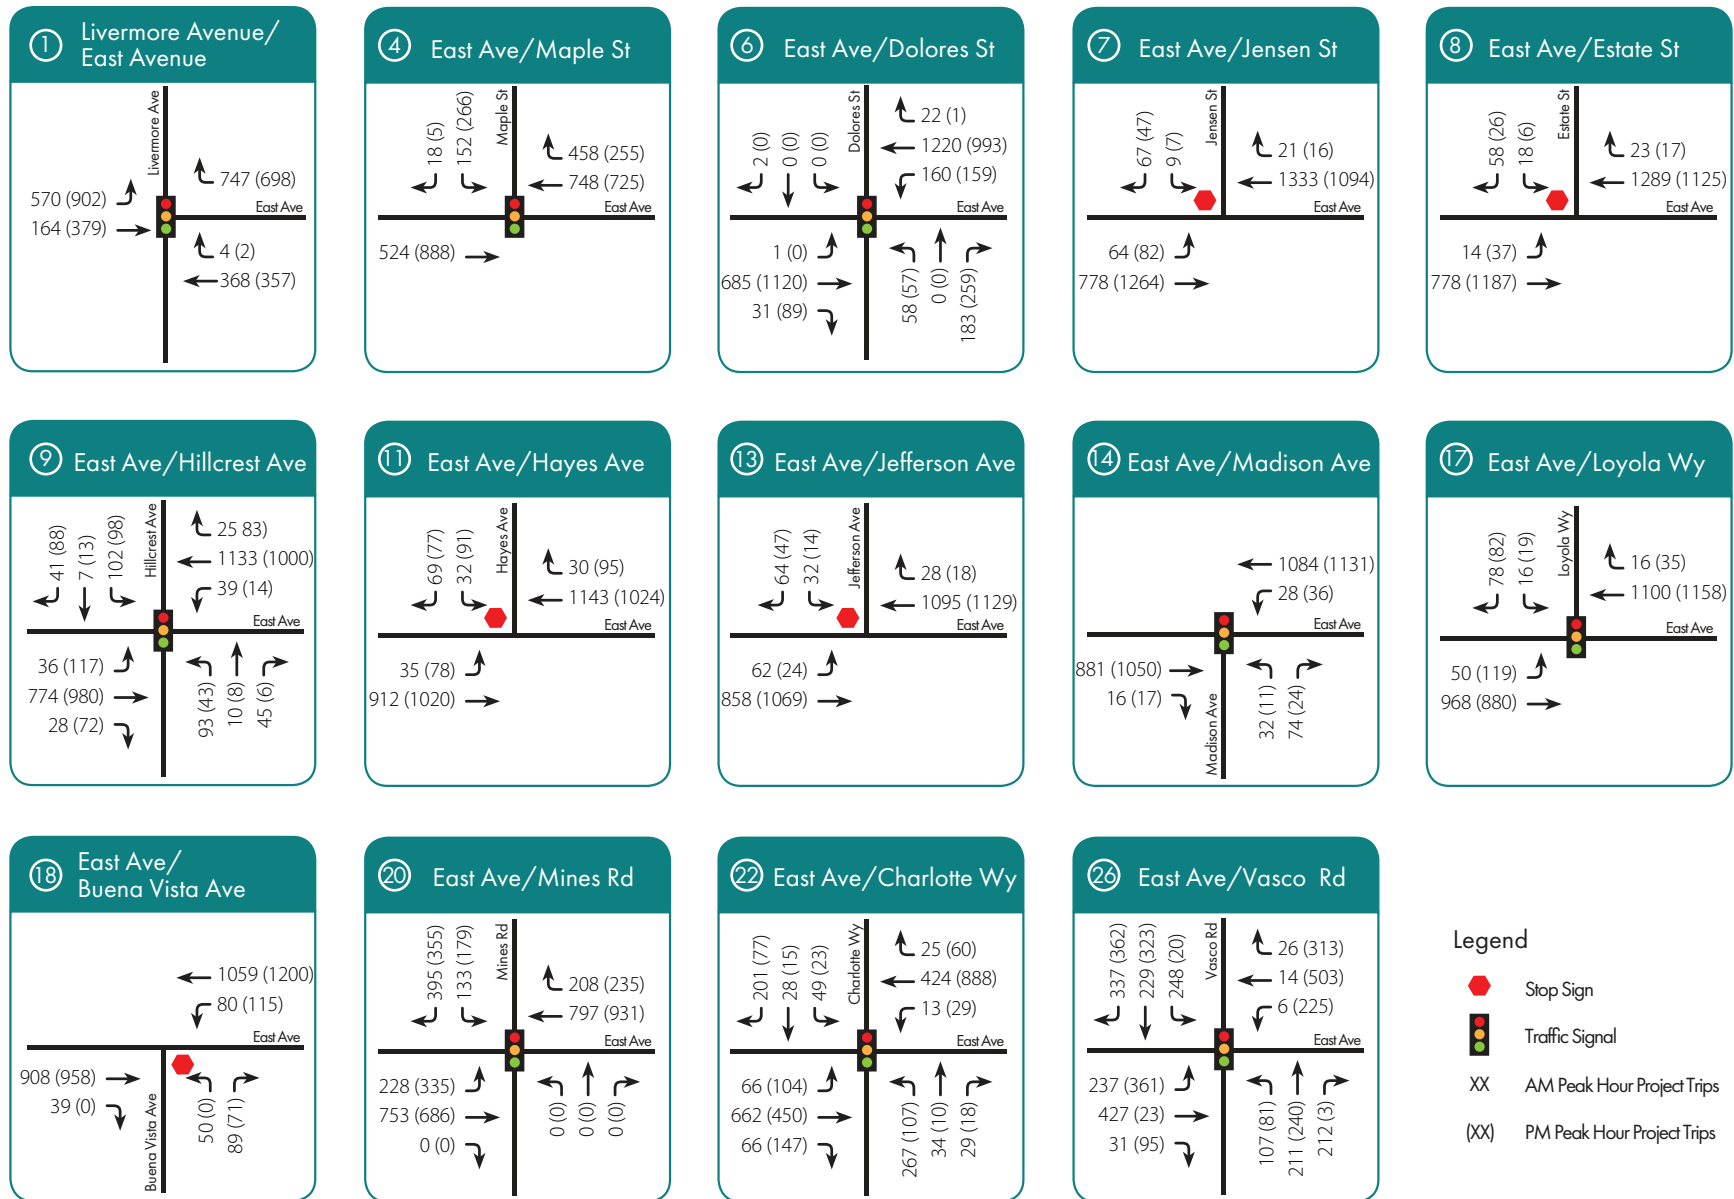 1
Livermore Avenue/
East Avenue
Livermore Ave
747 (698)
570 (902)
164 (379)
East Ave
4 (2)
368 (357)
4
East Ave/Maple St
18 (5)
152 (266)
Maple St
458 (255)
748 (725)
East Ave
524 (888)
6
East Ave/Dolores St
2 (0)
0 (0)
0 (0)
Dolores St
22 (1)
1220 (993)
160 (159)
East Ave
1 (0)
685 (1120)
31 (89)
58 (57)
0 (0)
183 (259)
7
East Ave/Jensen St
67 (47)
9 (7)
Jensen St
21 (16)
1333 (1094)
East Ave
64 (82)
778 (1264)
8
East Ave/Estate St
58 (26)
18 (6)
Estate St
23 (17)
1289 (1125)
East Ave
14 (37)
778 (1187)
9
East Ave/Hillcrest Ave
41 (88)
7 (13)
102 (98)
Hillcrest Ave
25 83)
1133 (1000)
39 (14)
East Ave
36 (117)
774 (980)
28 (72)
93 (43)
10 (8)
45 (6)
11
East Ave/Hayes Ave
69 (77)
32 (91)
Hayes Ave
30 (95)
1143 (1024)
East Ave
35 (78)
912 (1020)
13
East Ave/Jefferson Ave
64 (47)
32 (14)
Jefferson Ave
28 (18)
1095 (1129)
East Ave
62 (24)
858 (1069)
14
East Ave/Madison Ave
1084 (1131)
28 (36)
East Ave
881 (1050)
16 (17)
Madison Ave
32 (11)
74 (24)
17
East Ave/Loyola Wy
78 (82)
16 (19)
Loyola Wy
16 (35)
1100 (1158)
East Ave
50 (119)
968 (880)
18
East Ave/
Buena Vista Ave
1059 (1200)
80 (115)
East Ave
908 (958)
39 (0)
Buena Vista Ave
50 (0)
89 (71)
20
East Ave/Mines Rd
395 (355)
133 (179)
Mines Rd
208 (235)
797 (931)
East Ave
228 (335)
753 (686)
0 (0)
0 (0)
0 (0)
0 (0)
22
East Ave/Charlotte Wy
201 (77)
28 (15)
49 (23)
Charlotte Wy
25 (60)
424 (888)
13 (29)
East Ave
66 (104)
662 (450)
66 (147)
267 (107)
34 (10)
29 (18)
26
East Ave/Vasco Rd
337 (362)
229 (323)
248 (20)
Vasco Rd
26 (313)
14 (503)
6 (225)
East Ave
237 (361)
427 (23)
31 (95)
107 (81)
211 (240)
212 (3)
Legend
Stop Sign
Traffic Signal
XX AM Peak Hour Project Trips
(XX) PM Peak Hour Project Trips